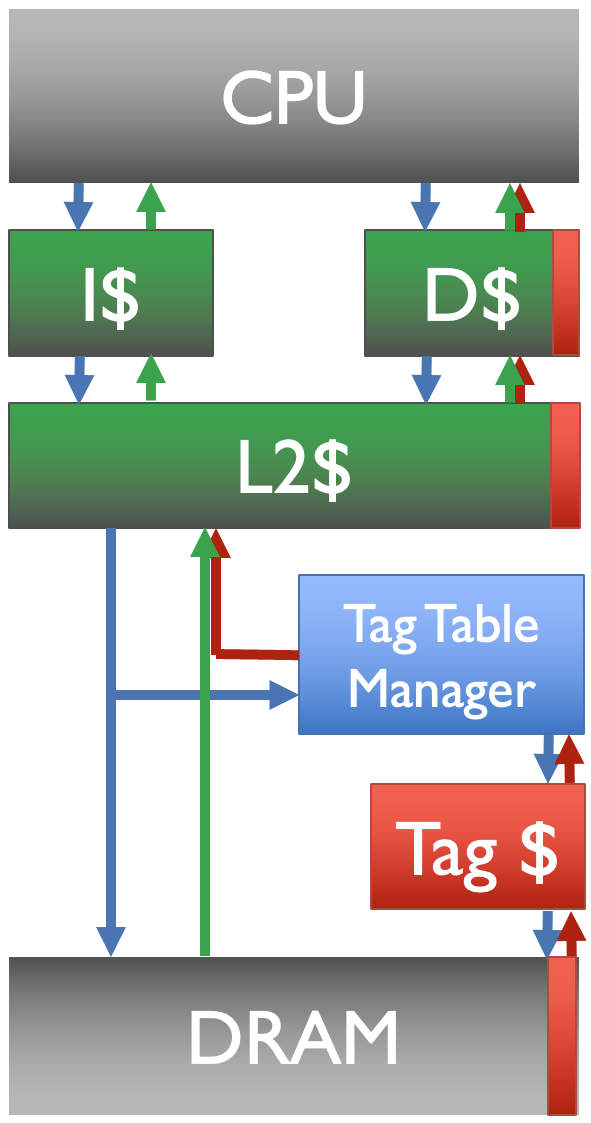 CPU
I$
D$
L2$
Tag Table
Manager
Tag $
DRAM